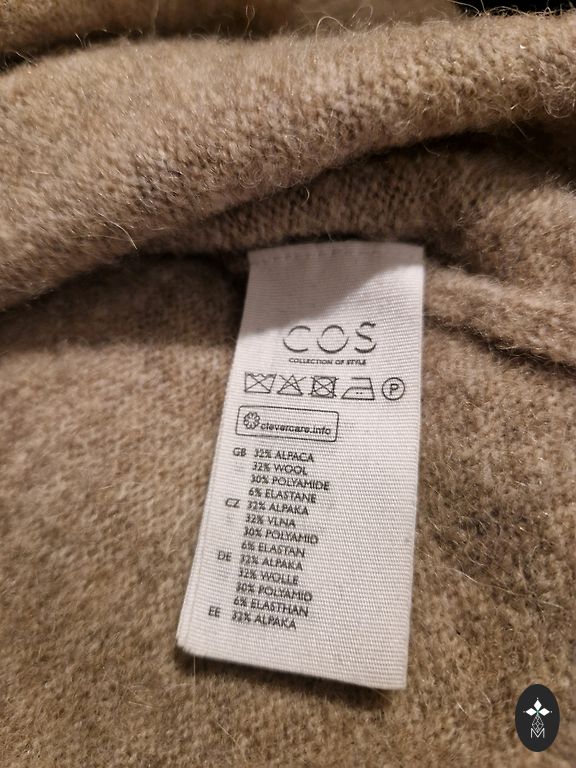 COS
COLLECTION OF STYLE
P
clevercare.info
GB 32% ALPACA
32% WOOL
30% POLYAMIDE
6% ELASTANE
CZ 32% ALPAKA
32% VLNA
30% POLYAMID
6% ELASTAN
DE 32% ALPAKA
32% WOLLE
30% POLYAMID
6% ELASTHAN
EE 32% ALPAKA
M